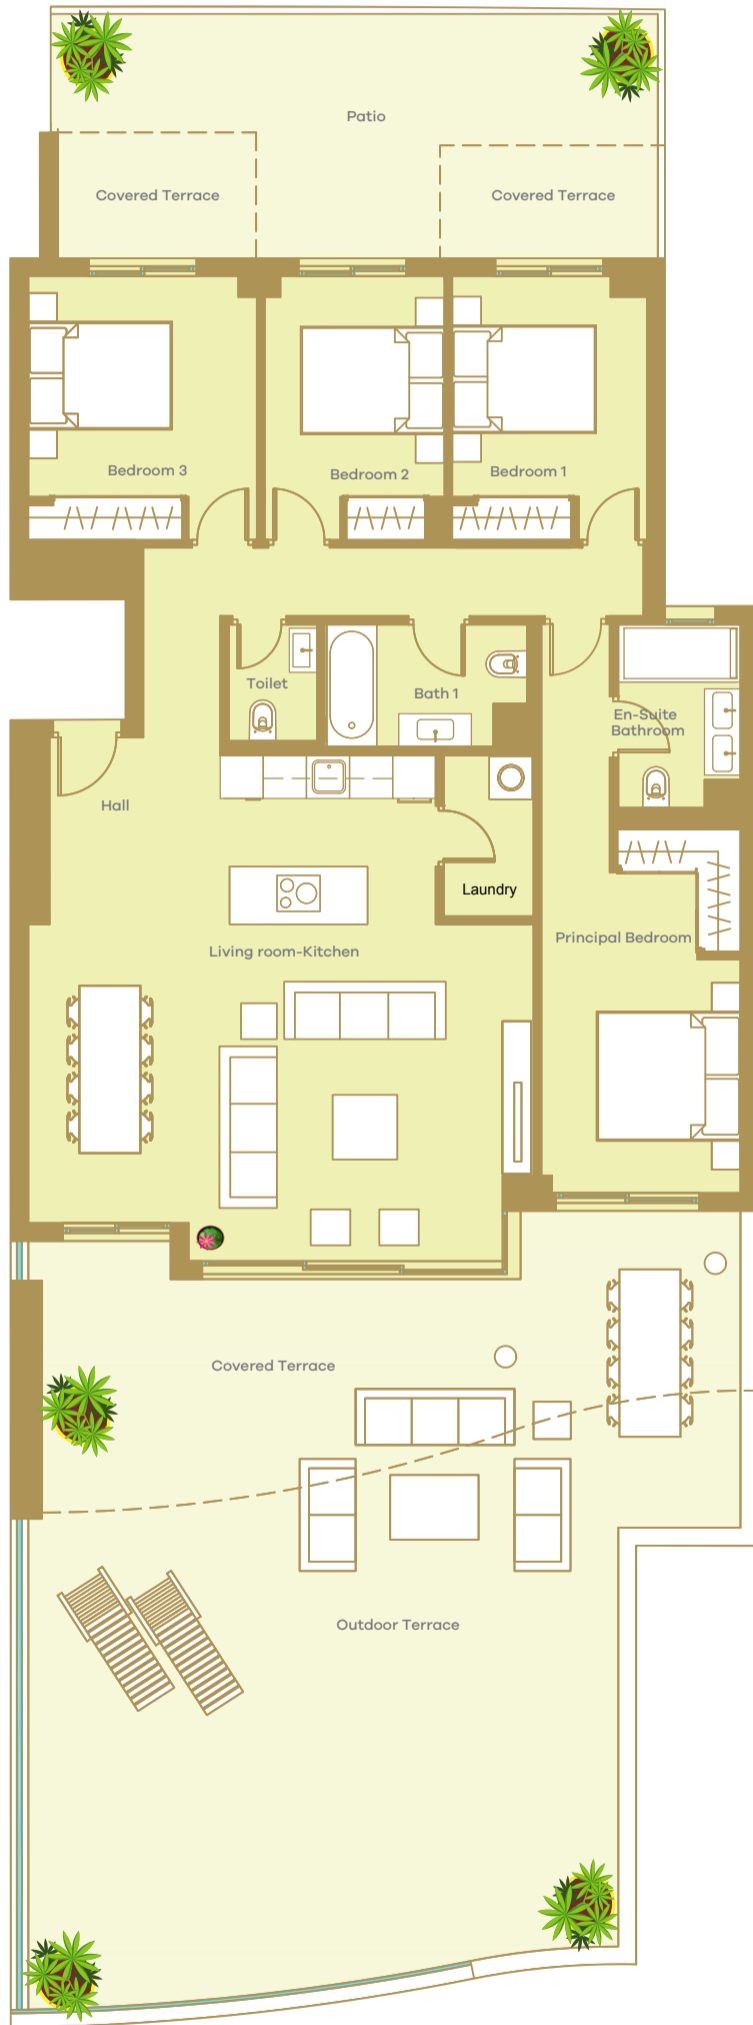 Patio
Covered Terrace
Covered Terrace
Bedroom 3
Bedroom 2
Bedroom 1
Toilet
Bath 1
En-Suite
Bathroom
Hall
Laundry
Principal Bedroom
Living room-Kitchen
Covered Terrace
Outdoor Terrace